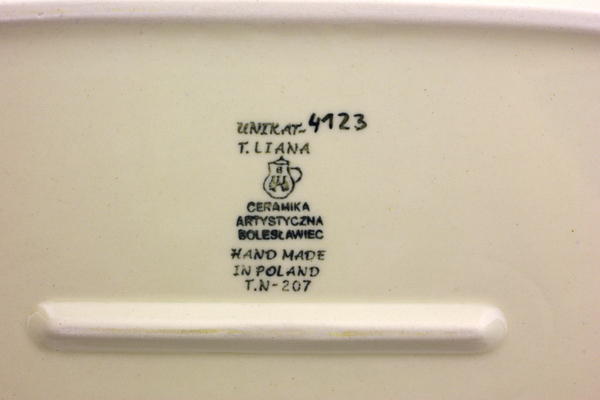 UNIKAT- 4123
T. LIANA
CERAMIKA
ARTYSTYCZNA
BOLESŁAWIEC
HAND MADE
IN POLAND
T.N-207